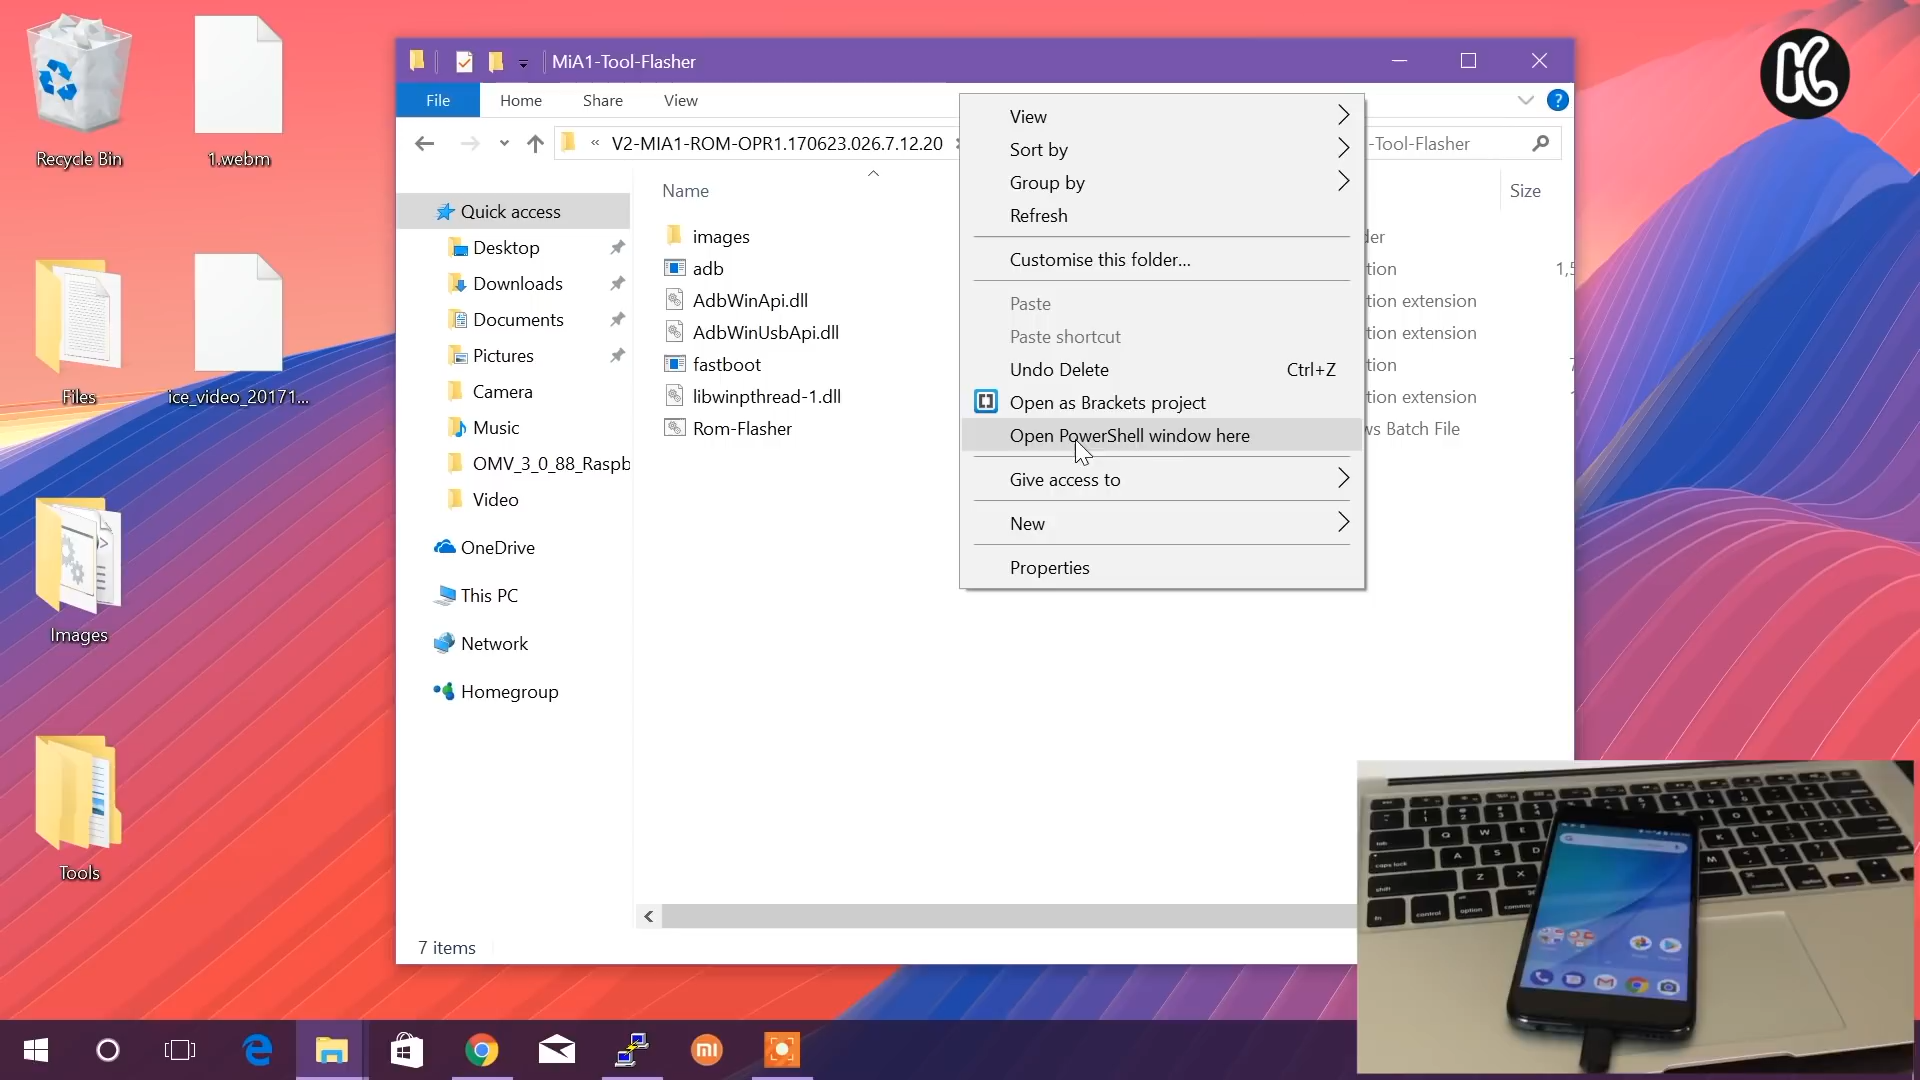 Recycle Bin
1.webm
Files
ice_video_20171...
Images
Tools
MiA1-Tool-Flasher
File
Home
Share
View
V2-MIA1-ROM-OPR1.170623.026.7.12.20
-Tool-Flasher
Name
Size
Quick access
Desktop
Downloads
Documents
Pictures
Camera
Music
OMV_3_0_88_Raspb
Video
OneDrive
This PC
Network
Homegroup
images
adb
AdbWinApi.dll
AdbWinUsbApi.dll
fastboot
libwinpthread-1.dll
Rom-Flasher
der
tion
1,5
tion extension
tion extension
tion
tion extension
ws Batch File
View
Sort by
Group by
Refresh
Customise this folder...
Paste
Paste shortcut
Undo Delete Ctrl+Z
Open as Brackets project
Open PowerShell window here
Give access to
New
Properties
7 items